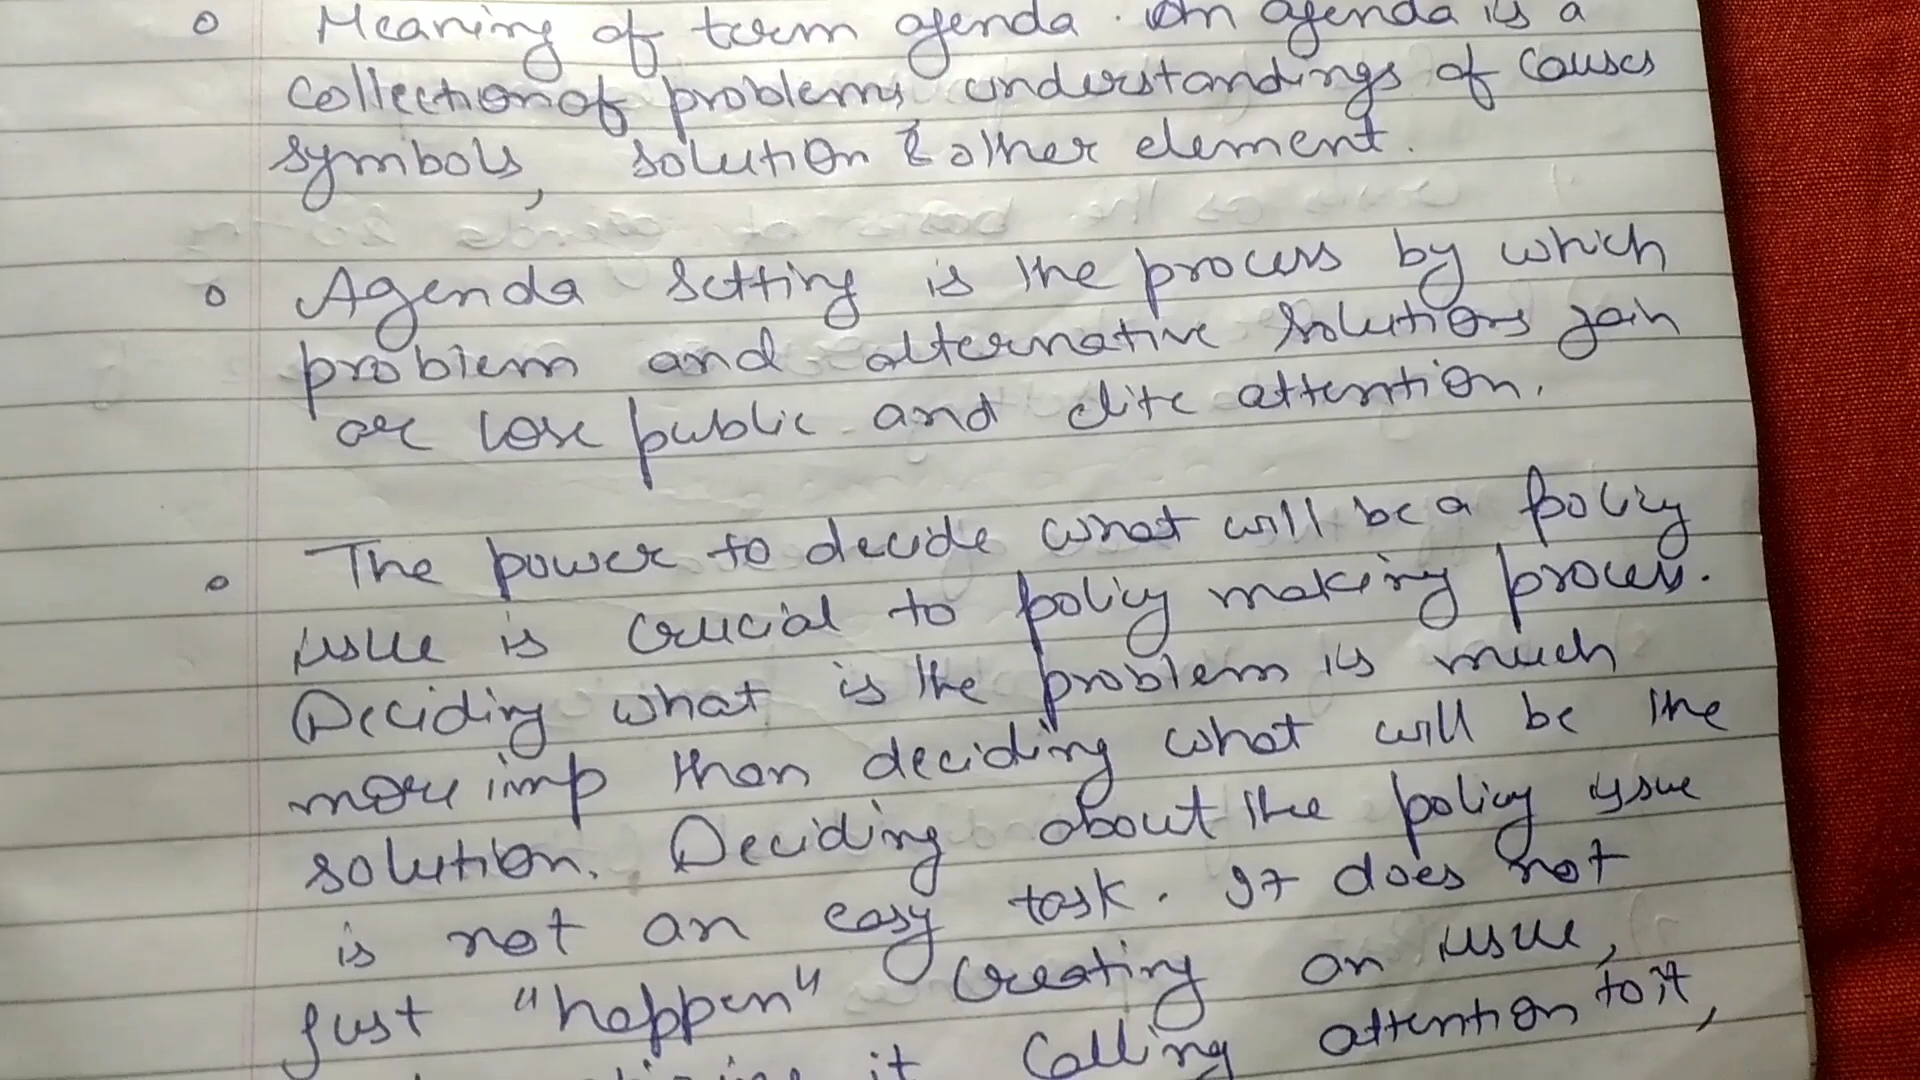 Meaning of term agenda. An agenda is a
collection of problems, understandings of causes
symbols, solution & other element.
Agenda setting is the process by which
problem and alternative solutions gain
or lose public and elite attention.
The power to decide what will be a policy
issue is crucial to policy making process.
Deciding what is the problem is much
more imp than deciding what will be the
solution. Deciding about the policy issue
is not an easy task. It does not
just "happen" Creating an issue,
it calling attention to it,